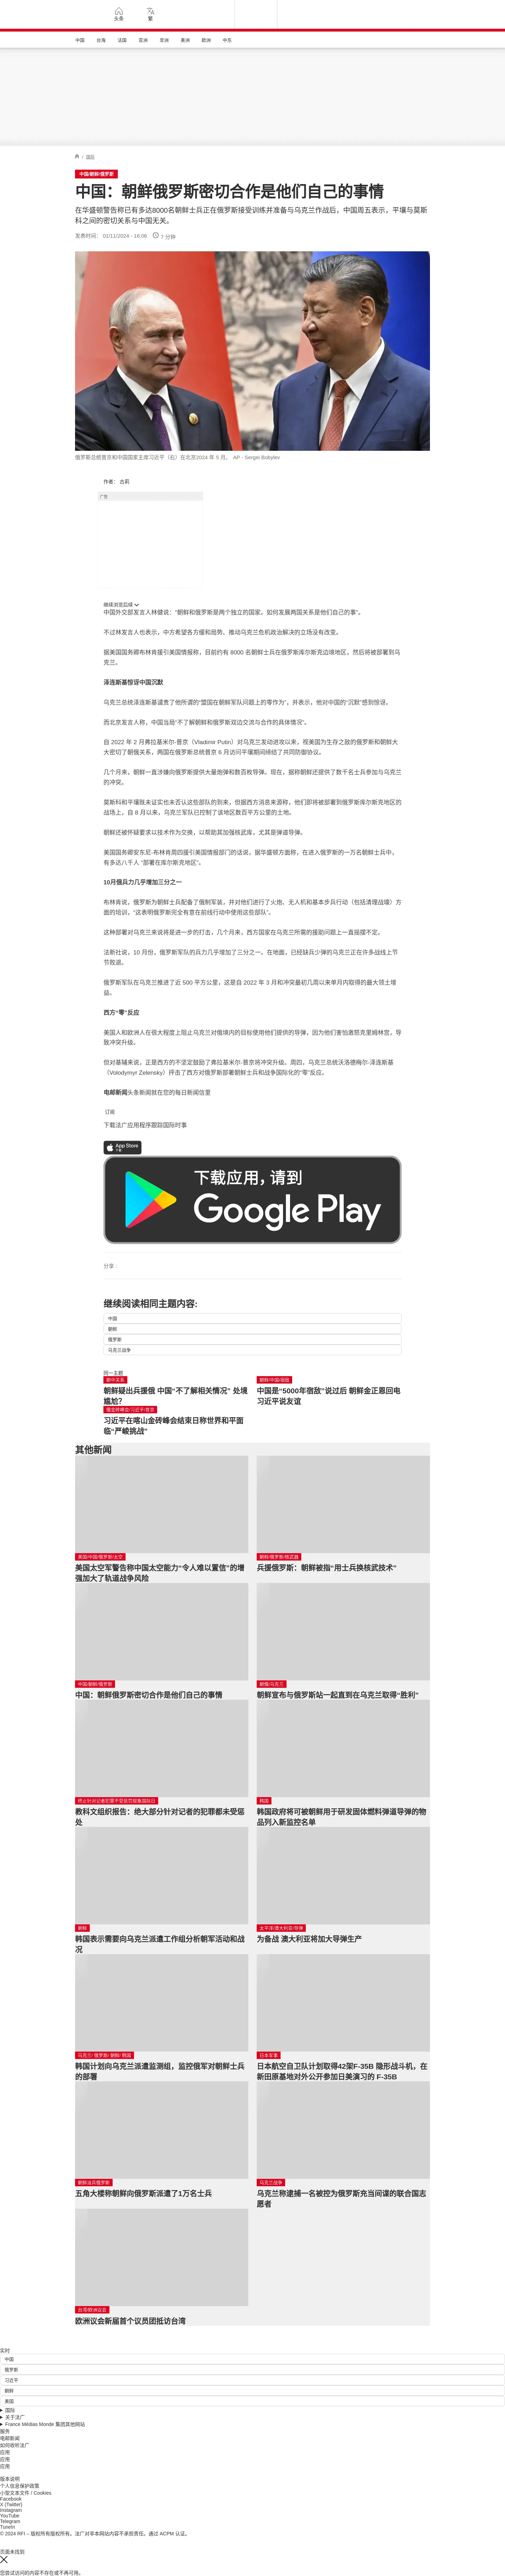 头条
繁
中国
台海
法国
亚洲
非洲
美洲
欧洲
中东
/ 国际
中国/朝鲜/俄罗斯
中国：朝鲜俄罗斯密切合作是他们自己的事情
在华盛顿警告称已有多达8000名朝鲜士兵正在俄罗斯接受训练并准备与乌克兰作战后，中国周五表示，平壤与莫斯
科之间的密切关系与中国无关。
发表时间： 01/11/2024 - 16:06 7 分钟
俄罗斯总统普京和中国国家主席习近平（右）在北京2024 年 5 月。 AP - Sergei Bobylev
作者： 古莉
广告
继续浏览后续
中国外交部发言人林健说：“朝鲜和俄罗斯是两个独立的国家。如何发展两国关系是他们自己的事”。
不过林发言人也表示，中方希望各方缓和局势、推动乌克兰危机政治解决的立场没有改变。
据美国国务卿布林肯援引美国情报称，目前约有 8000 名朝鲜士兵在俄罗斯库尔斯克边境地区，然后将被部署到乌
克兰。
泽连斯基惊讶中国沉默
乌克兰总统泽连斯基谴责了他所谓的“盟国在朝鲜军队问题上的零作为”，并表示，他对中国的“沉默”感到惊讶。
而北京发言人称，中国当局“不了解朝鲜和俄罗斯双边交流与合作的具体情况”。
自 2022 年 2 月弗拉基米尔-普京（Vladimir Putin）对乌克兰发动进攻以来，视美国为生存之敌的俄罗斯和朝鲜大
大密切了朝俄关系，两国在俄罗斯总统普京 6 月访问平壤期间缔结了共同防御协议。
几个月来，朝鲜一直涉嫌向俄罗斯提供大量炮弹和数百枚导弹。现在，据称朝鲜还提供了数千名士兵参加与乌克兰
的冲突。
莫斯科和平壤既未证实也未否认这些部队的到来，但据西方消息来源称，他们即将被部署到俄罗斯库尔斯克地区的
战场上，自 8 月以来，乌克兰军队已控制了该地区数百平方公里的土地。
朝鲜还被怀疑要求以技术作为交换，以帮助其加强核武库，尤其是弹道导弹。
美国国务卿安东尼-布林肯周四援引美国情报部门的话说，据华盛顿方面称，在进入俄罗斯的一万名朝鲜士兵中，
有多达八千人 “部署在库尔斯克地区”。
10月俄兵力几乎增加三分之一
布林肯说，俄罗斯为朝鲜士兵配备了俄制军装，并对他们进行了火炮、无人机和基本步兵行动（包括清理战壕）方
面的培训，“这表明俄罗斯完全有意在前线行动中使用这些部队”。
这种部署对乌克兰来说将是进一步的打击，几个月来，西方国家在乌克兰所需的援助问题上一直摇摆不定。
法新社说，10 月份，俄罗斯军队的兵力几乎增加了三分之一，在地面，已经缺兵少弹的乌克兰正在许多战线上节
节败退。
俄罗斯军队在乌克兰推进了近 500 平方公里，这是自 2022 年 3 月和冲突最初几周以来单月内取得的最大领土增
益。
西方“零”反应
美国人和欧洲人在很大程度上阻止乌克兰对俄境内的目标使用他们提供的导弹，因为他们害怕激怒克里姆林宫，导
致冲突升级。
但对基辅来说，正是西方的不坚定鼓励了弗拉基米尔-普京将冲突升级。周四，乌克兰总统沃洛德梅尔-泽连斯基
（Volodymyr Zelensky）抨击了西方对俄罗斯部署朝鲜士兵和战争国际化的“零”反应。
电邮新闻头条新闻就在您的每日新闻信里
订阅
下载法广应用程序跟踪国际时事
App Store
下载应用，请到
Google Play
分享 :
继续阅读相同主题内容:
中国
朝鲜
俄罗斯
乌克兰战争
同一主题
朝中关系
朝鲜疑出兵援俄 中国“不了解相关情况” 处境
尴尬?
朝鲜/中国/宿敌
中国是“5000年宿敌”说过后 朝鲜金正恩回电
习近平说友谊
俄金砖峰会/习近平/普京
习近平在喀山金砖峰会结束日称世界和平面
临“严峻挑战”
其他新闻
美国/中国/俄罗斯/太空
美国太空军警告称中国太空能力“令人难以置信”的增
强加大了轨道战争风险
朝鲜/俄罗斯/核武器
兵援俄罗斯：朝鲜被指“用士兵换核武技术”
中国/朝鲜/俄罗斯
中国：朝鲜俄罗斯密切合作是他们自己的事情
朝俄/乌克兰
朝鲜宣布与俄罗斯站一起直到在乌克兰取得“胜利”
终止针对记者犯罪不受惩罚现象国际日
教科文组织报告：绝大部分针对记者的犯罪都未受惩
处
韩国
韩国政府将可被朝鲜用于研发固体燃料弹道导弹的物
品列入新监控名单
朝鲜
韩国表示需要向乌克兰派遣工作组分析朝军活动和战
况
太平洋/澳大利亚/导弹
为备战 澳大利亚将加大导弹生产
乌克兰/ 俄罗斯/ 朝鲜/ 韩国
韩国计划向乌克兰派遣监测组，监控俄军对朝鲜士兵
的部署
日本军事
日本航空自卫队计划取得42架F-35B 隐形战斗机，在
新田原基地对外公开参加日美演习的 F-35B
朝鲜派兵俄罗斯
五角大楼称朝鲜向俄罗斯派遣了1万名士兵
乌克兰战争
乌克兰称逮捕一名被控为俄罗斯充当间谍的联合国志
愿者
台湾/欧洲议会
欧洲议会新届首个议员团抵访台湾
实时
中国
俄罗斯
习近平
朝鲜
美国
国际
关于法广
France Médias Monde 集团其他网站
服务
电邮新闻
如何收听法广
应用
应用
应用
版本说明
个人信息保护政策
小型文本文件 / Cookies
Facebook
X (Twitter)
Instagram
YouTube
Telegram
TuneIn
© 2024 RFI – 版权所有版权所有。法广对非本网站内容不承担责任。通过 ACPM 认证。
页面未找到
您尝试访问的内容不存在或不再可用。